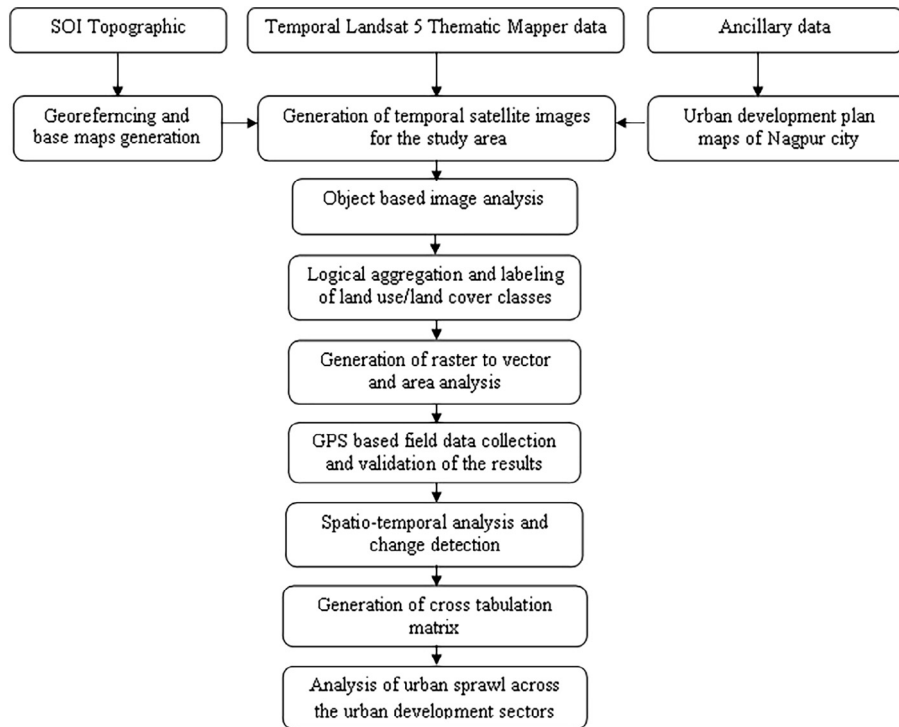 SOI Topographic
Temporal Landsat 5 Thematic Mapper data
Ancillary data
Georeferncing and
base maps generation
Generation of temporal satellite images
for the study area
Urban development plan
maps of Nagpur city
Object based image analysis
Logical aggregation and labeling
of land use/land cover classes
Generation of raster to vector
and area analysis
GPS based field data collection
and validation of the results
Spatio-temporal analysis and
change detection
Generation of cross tabulation
matrix
Analysis of urban sprawl across
the urban development sectors